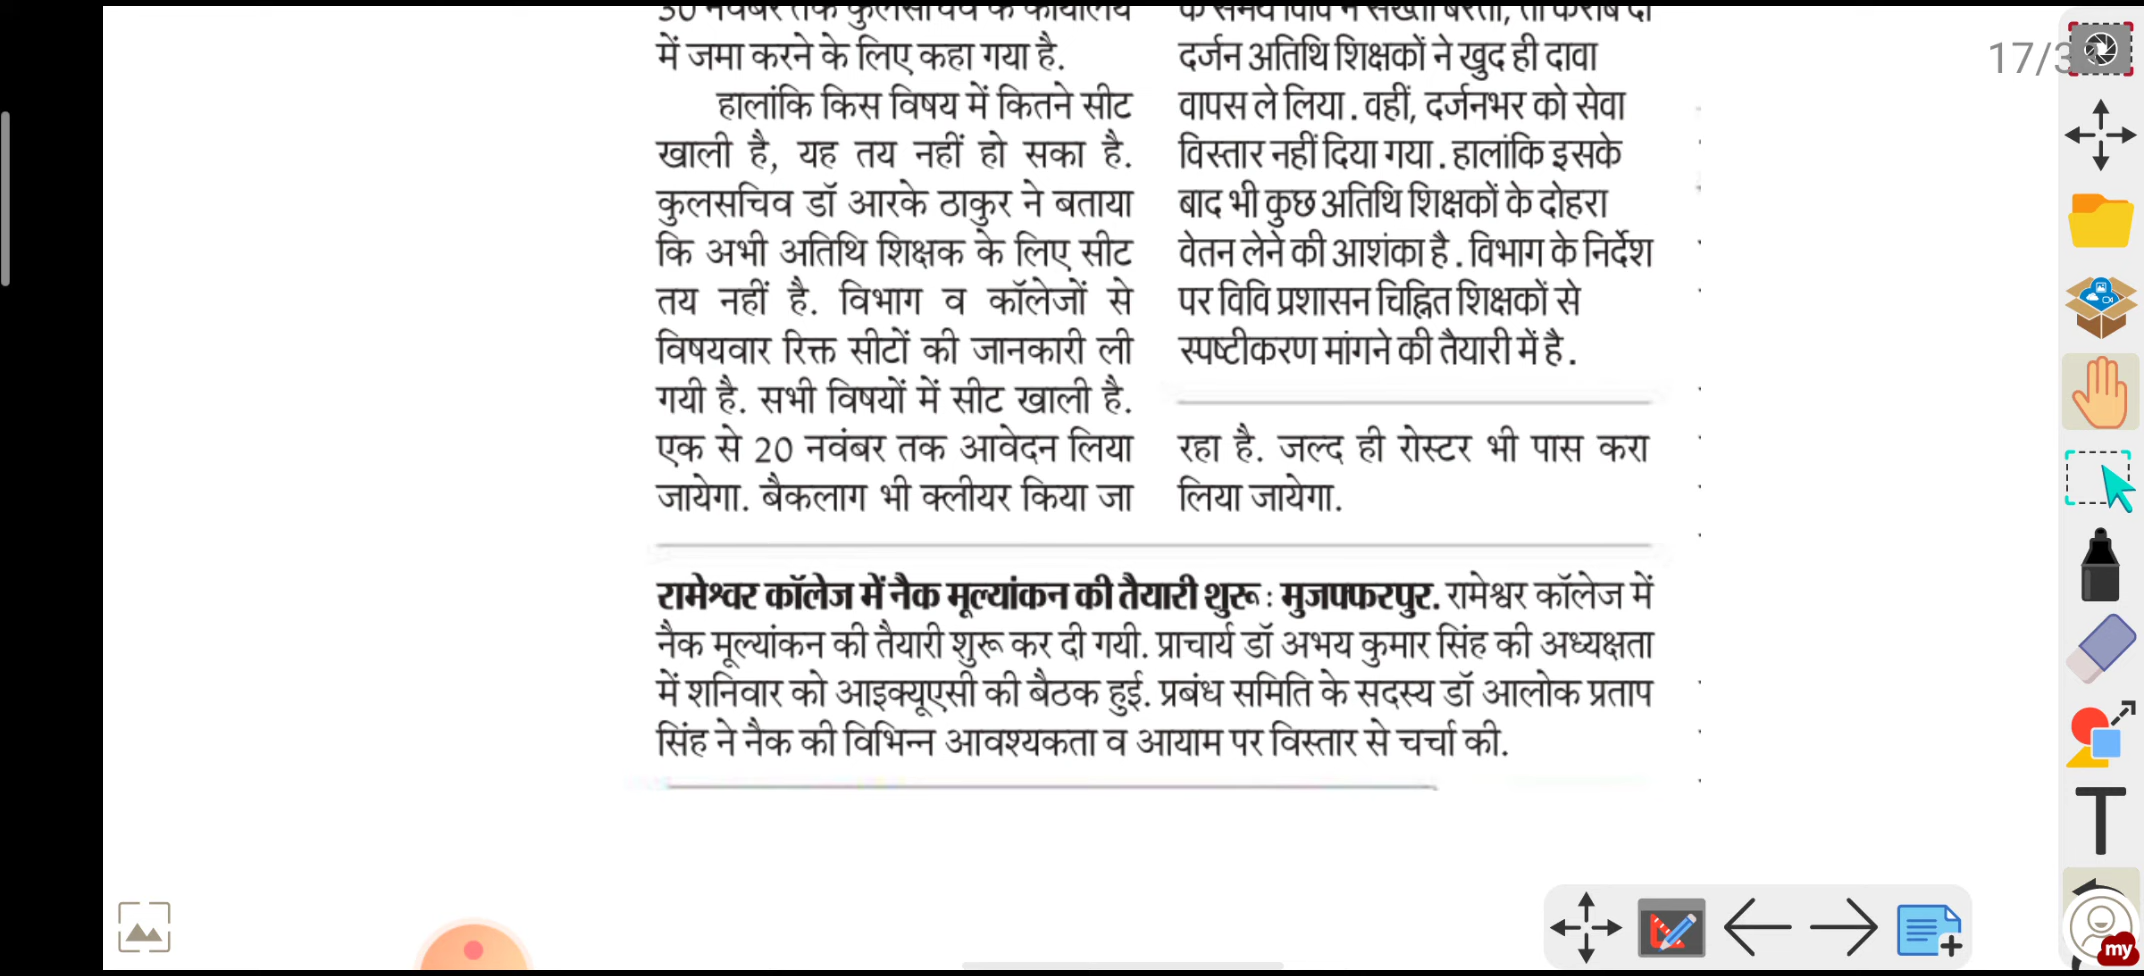 में जमा करने के लिए कहा गया है.
हालांकि किस विषय में कितने सीट
खाली है, यह तय नहीं हो सका है.
कुलसचिव डॉ आरके ठाकुर ने बताया
कि अभी अतिथि शिक्षक के लिए सीट
तय नहीं है. विभाग व कॉलेजों से
विषयवार रिक्त सीटों की जानकारी ली
गयी है. सभी विषयों में सीट खाली है.
एक से 20 नवंबर तक आवेदन लिया
जायेगा. बैकलाग भी क्लीयर किया जा
दर्जन अतिथि शिक्षकों ने खुद ही दावा
वापस ले लिया. वहीं, दर्जनभर को सेवा
विस्तार नहीं दिया गया. हालांकि इसके
बाद भी कुछ अतिथि शिक्षकों के दोहरा
वेतन लेने की आशंका है. विभाग के निर्देश
पर विवि प्रशासन चिह्नित शिक्षकों से
स्पष्टीकरण मांगने की तैयारी में है.
रहा है. जल्द ही रोस्टर भी पास करा
लिया जायेगा.
रामेश्वर कॉलेज में नैक मूल्यांकन की तैयारी शुरू : मुजफ्फरपुर. रामेश्वर कॉलेज में
नैक मूल्यांकन की तैयारी शुरू कर दी गयी. प्राचार्य डॉ अभय कुमार सिंह की अध्यक्षता
में शनिवार को आइक्यूएसी की बैठक हुई. प्रबंध समिति के सदस्य डॉ आलोक प्रताप
सिंह ने नैक की विभिन्न आवश्यकता व आयाम पर विस्तार से चर्चा की.
T
my